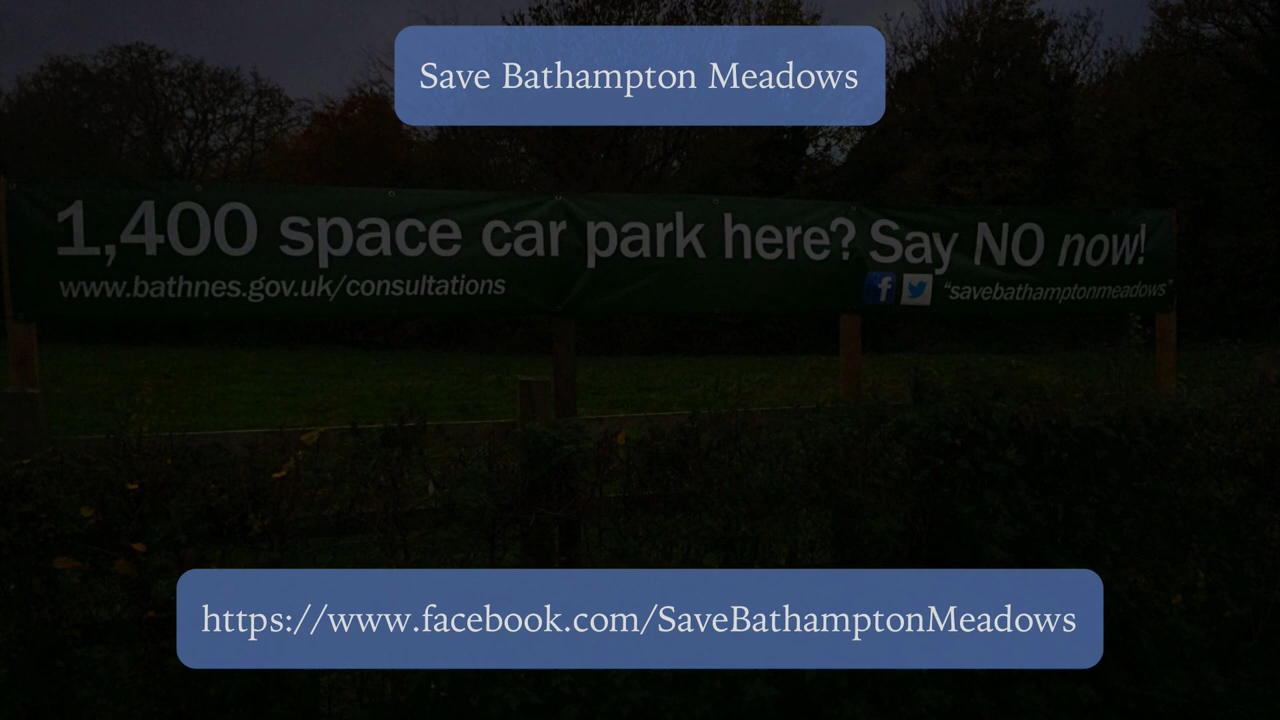 Save Bathampton Meadows
1,400 space car park here? Say NO now!
www.bathnes.gov.uk/consultations
f "savebathamptonmeadows"
https://www.facebook.com/SaveBathamptonMeadows